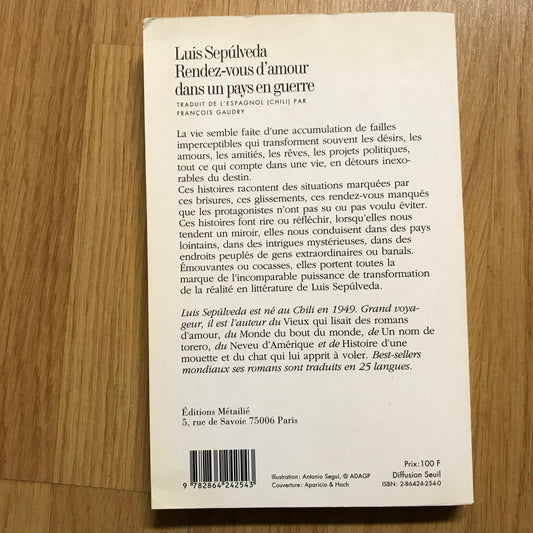 Luis Sepúlveda
Rendez-vous d'amour
dans un pays en guerre
TRADUIT DE L'ESPAGNOL (CHILI) PAR
FRANÇOIS GAUDRY
La vie semble faite d'une accumulation de failles
imperceptibles qui transforment souvent les désirs, les
amours, les amitiés, les rêves, les projets politiques,
tout ce qui compte dans une vie, en détours inexo-
rables du destin.
Ces histoires racontent des situations marquées par
ces brisures, ces glissements, ces rendez-vous manqués
que les protagonistes n'ont pas su ou pas voulu éviter.
Ces histoires font rire ou réfléchir, lorsqu'elles nous
tendent un miroir, elles nous conduisent dans des pays
lointains, dans des intrigues mystérieuses, dans des
endroits peuplés de gens extraordinaires ou banals.
Émouvantes ou cocasses, elles portent toutes la
marque de l'incomparable puissance de transformation
de la réalité en littérature de Luis Sepúlveda.
Luis Sepúlveda est né au Chili en 1949. Grand voya-
geur, il est l'auteur du Vieux qui lisait des romans
d'amour, du Monde du bout du monde, de Un nom de
torero, du Neveu d'Amérique et de Histoire d'une
mouette et du chat qui lui apprit à voler. Best-sellers
mondiaux ses romans sont traduits en 25 langues.
Éditions Métailié
5, rue de Savoie 75006 Paris
9 782864 242543
Illustration : Antonio Segui, © ADAGP
Couverture : Aparicio & Hoch
Prix : 100 F
Diffusion Seuil
ISBN : 2-86424-254-0